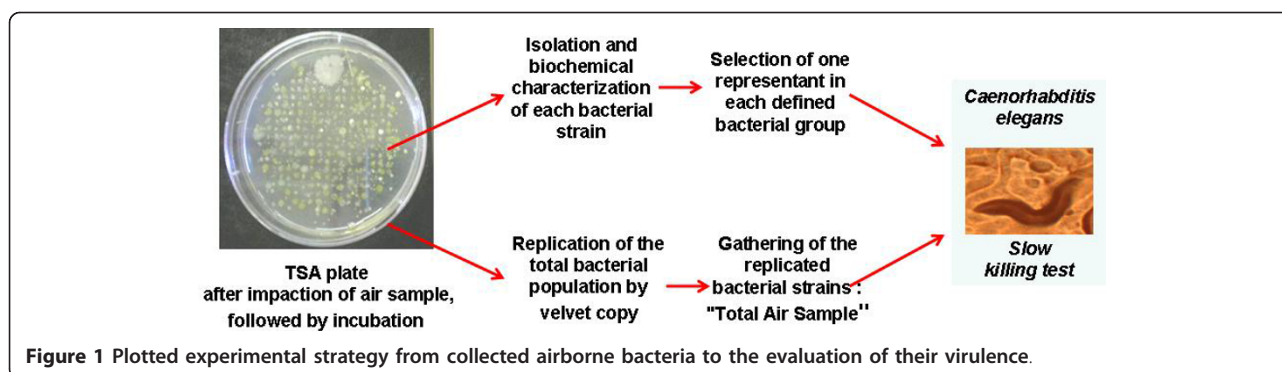 Isolation and
biochemical
characterization
of each bacterial
strain
Selection of one
representant in
each defined
bacterial group
Caenorhabditis
elegans
Slow
killing test
TSA plate
after impaction of air sample,
followed by incubation
Replication of the
total bacterial
population by
velvet copy
Gathering of the
replicated
bacterial strains :
"Total Air Sample"
Figure 1 Plotted experimental strategy from collected airborne bacteria to the evaluation of their virulence.